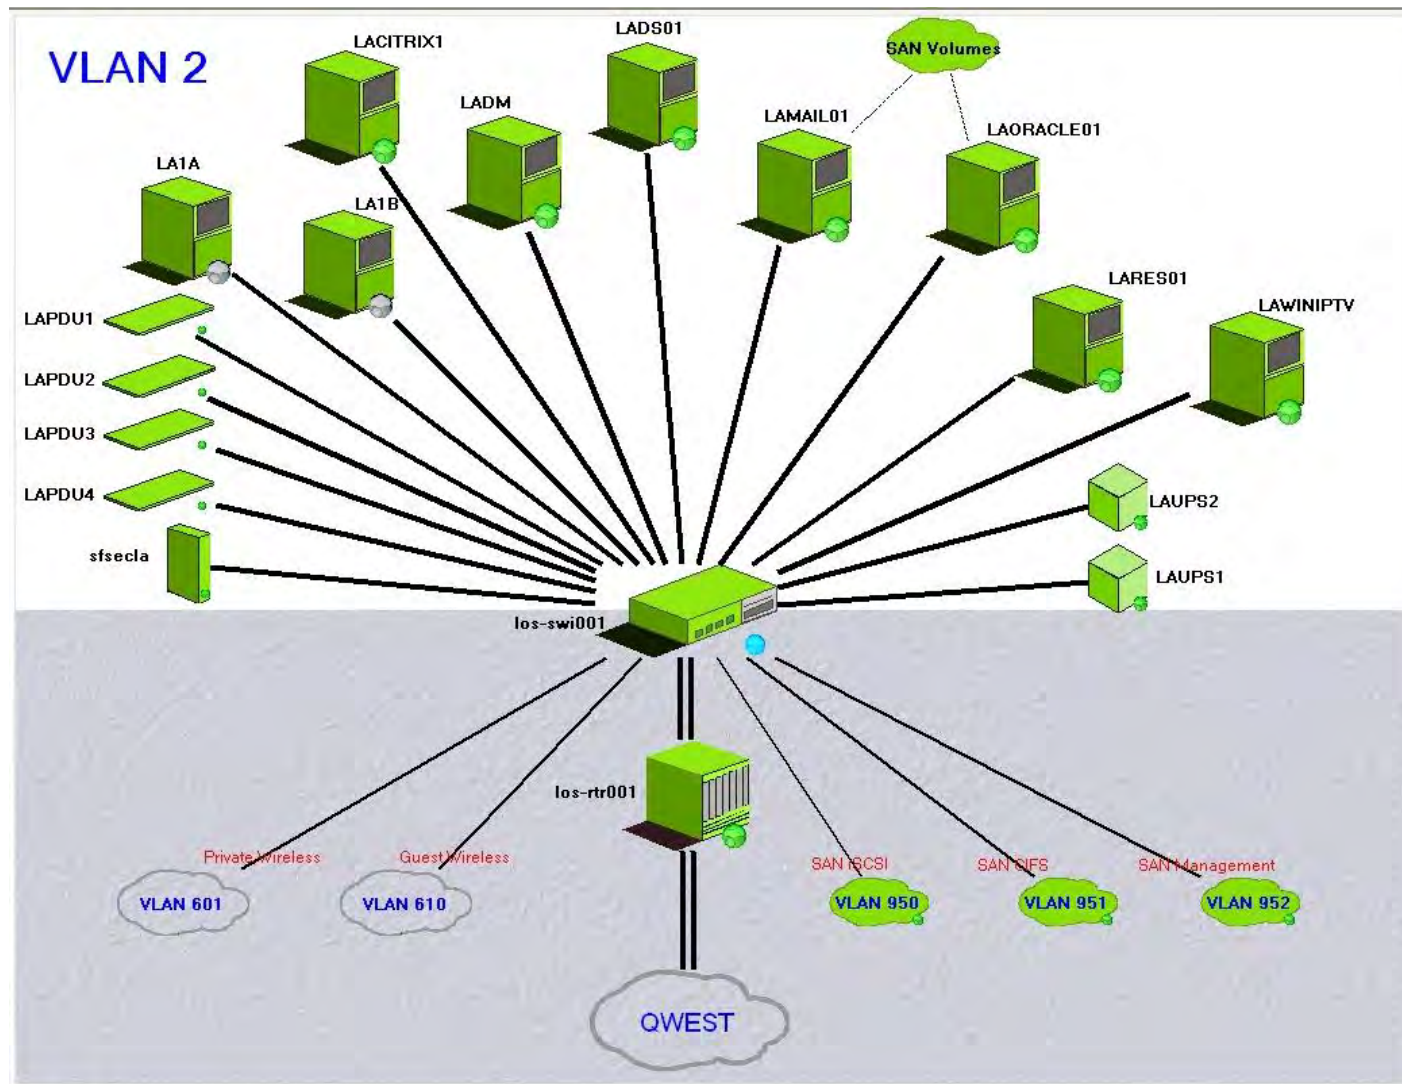 VLAN 2
LACITRIX1
LADS01
SAN Volumes
LADM
LAMAIL01
LAORACLE01
LA1A
LA1B
LARES01
LAWINIPTV
LAPDU1
LAPDU2
LAPDU3
LAPDU4
LAUPS2
sfsecla
LAUPS1
los-swi001
los-rtr001
Private Wireless
Guest Wireless
SAN iSCSI
SAN CIFS
SAN Management
VLAN 601
VLAN 610
VLAN 950
VLAN 951
VLAN 952
QWEST